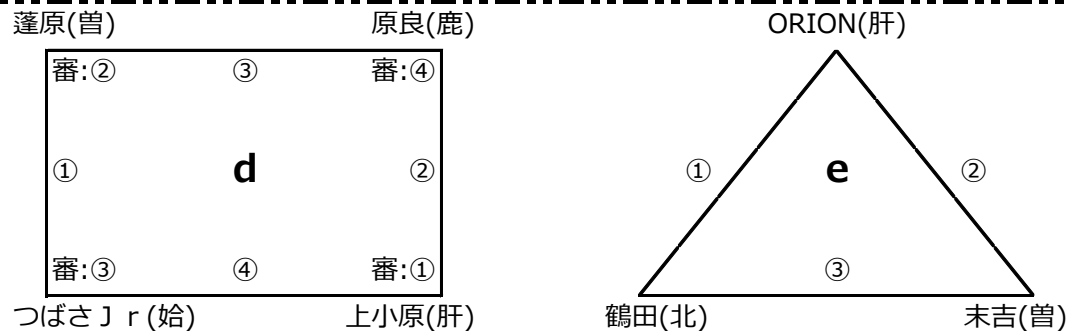 蓬原(曽) 原良(鹿) ORION(肝)
審:② ③ 審:④
① d ② ① e ②
審:③ ④ 審:① ③
つばさJr(姶) 上小原(肝) 鶴田(北) 末吉(曽)